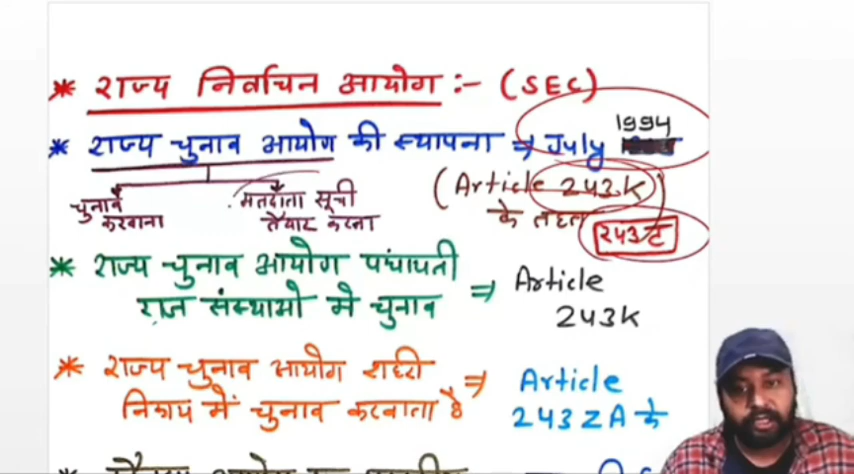 * राज्य निर्वाचन आयोग :- (SEC)
* राज्य चुनाव आयोग की स्थापना ⇒ July 1994
(Article 243K के तहत
243ट
चुनाव करवाना
मतदाता सूची तैयार करना
* राज्य चुनाव आयोग पंचायती
राज संस्थाओ मे चुनाव ⇒ Article 243K
* राज्य चुनाव आयोग शहरी
निकाय में चुनाव करवाता है ⇒ Article 243ZA के